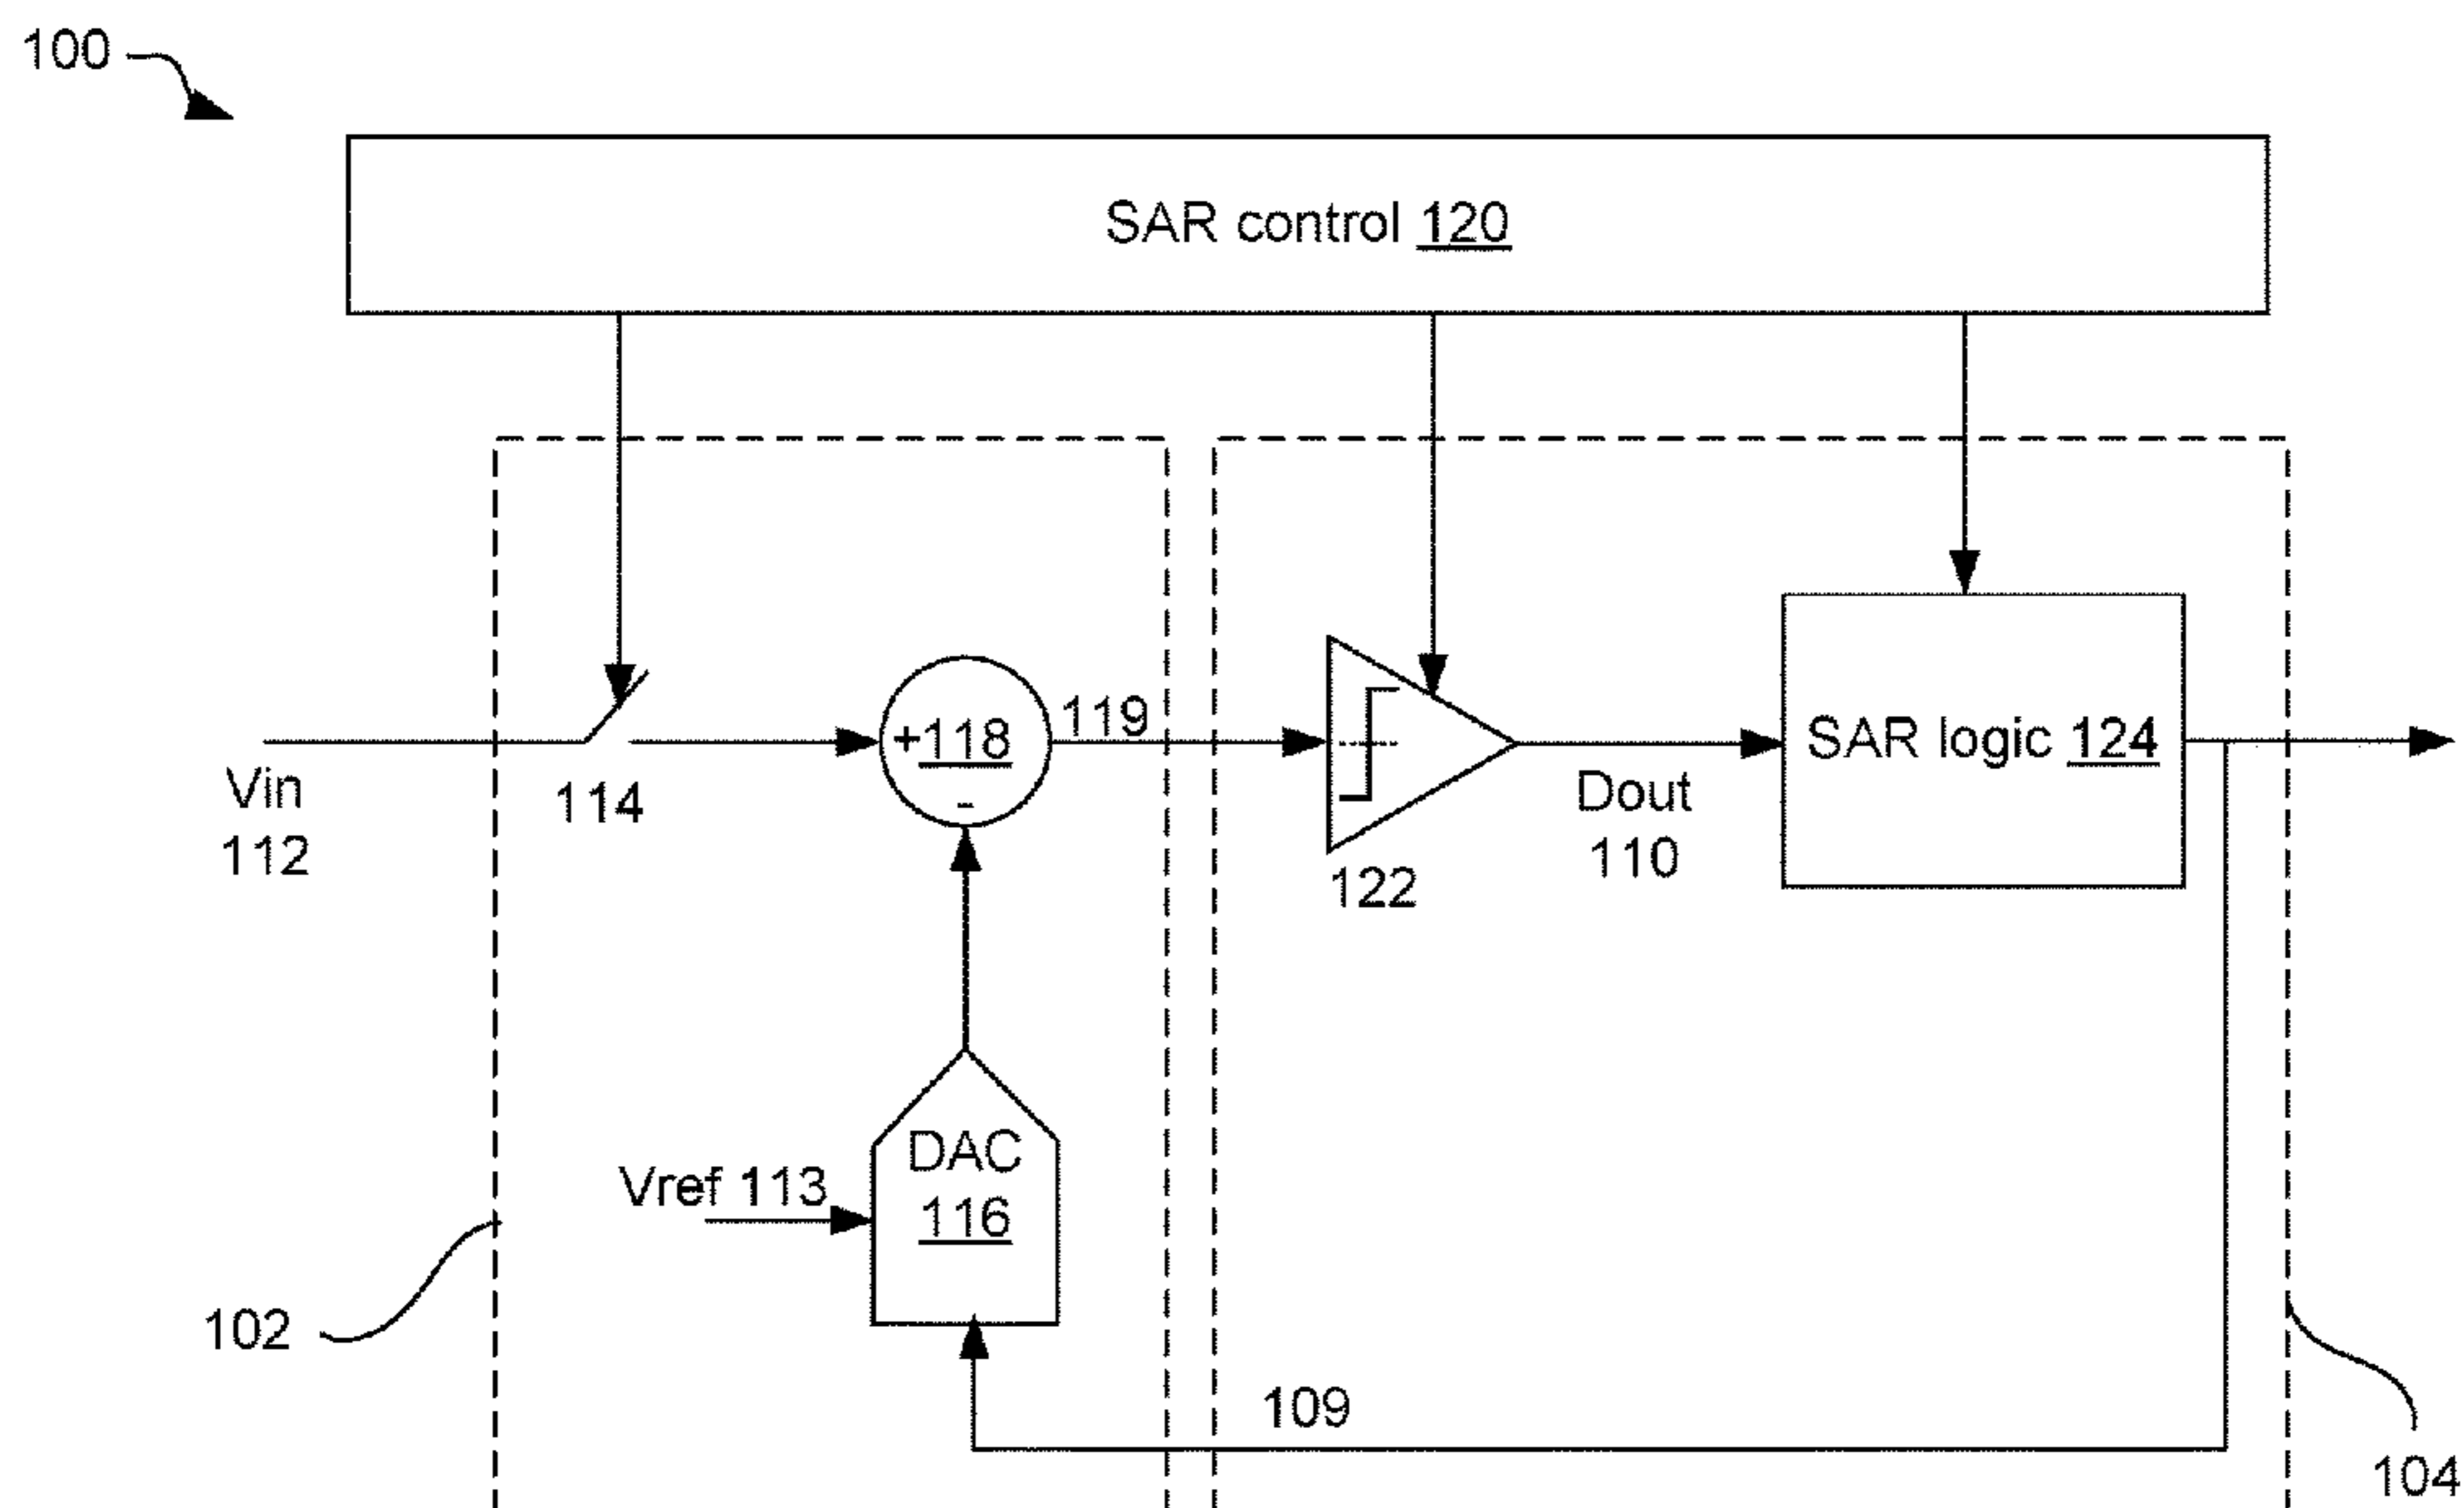 100
SAR control 120
+118
-
119
SAR logic 124
Vin
112
114
Dout
110
122
DAC
116
Vref 113
102
109
104